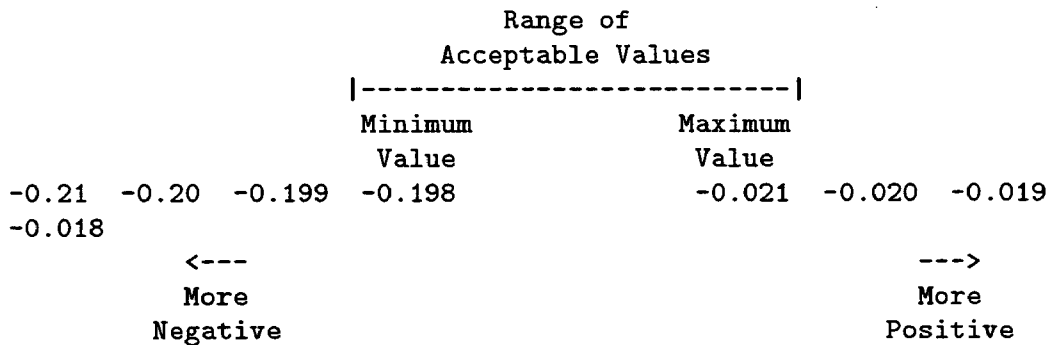 Range of
Acceptable Values
|---------------------------|
Minimum Maximum
Value Value
-0.21 -0.20 -0.199 -0.198 -0.021 -0.020 -0.019
-0.018
<--- --->
More More
Negative Positive